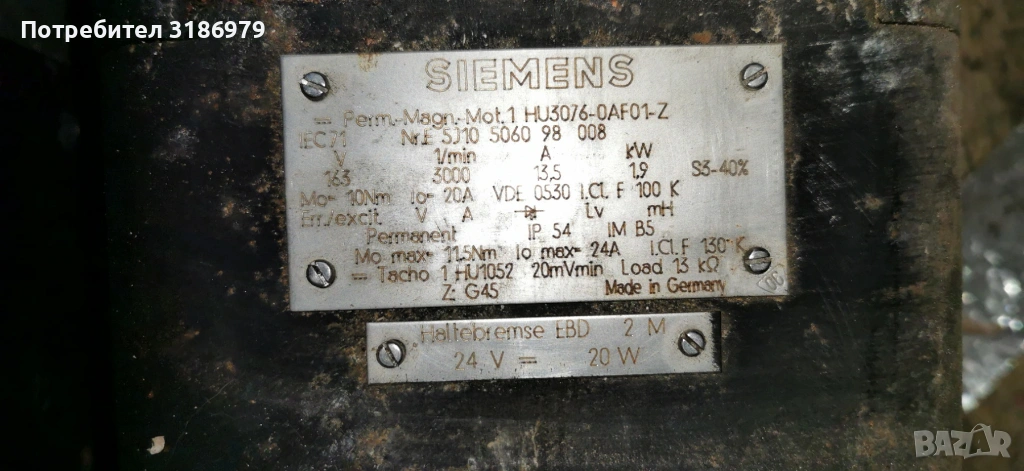 Потребител 3186979
SIEMENS
= Perm.-Magn.-Mot.1 HU3076-0AF01-Z
IEC71 Nr.E 5J10 5060 98 008
V 1/min A kW
163 3000 13,5 1,9 S3-40%
Mo= 10Nm Io= 20A VDE 0530 I.Cl. F 100 K
Err./excit. V A Lv mH
Permanent IP 54 IM B5
Mo max= 11.5Nm Io max= 24A I.Cl.F 130 K
= Tacho 1 HU1052 20mVmin Load 13 kΩ
Z: G45 Made in Germany
Haltebremse EBD 2 M
24 V = 20 W
BAZAR